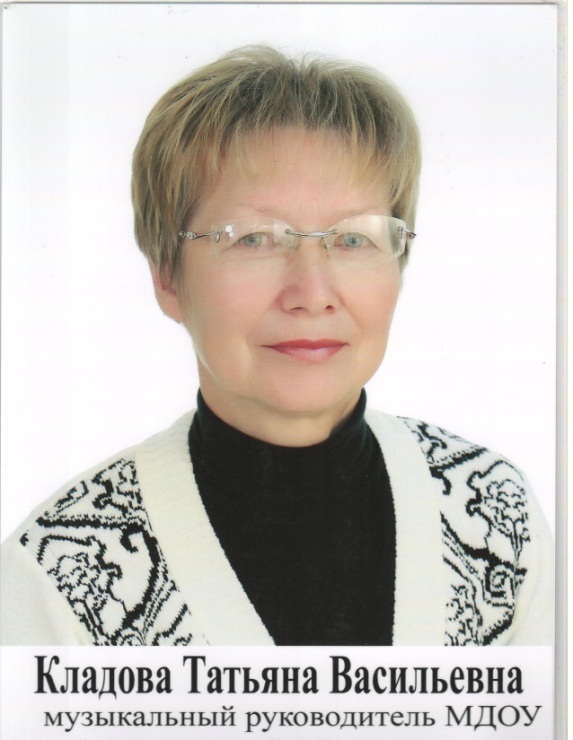 Кладова Татьяна Васильевна
музыкальный руководитель МДОУ